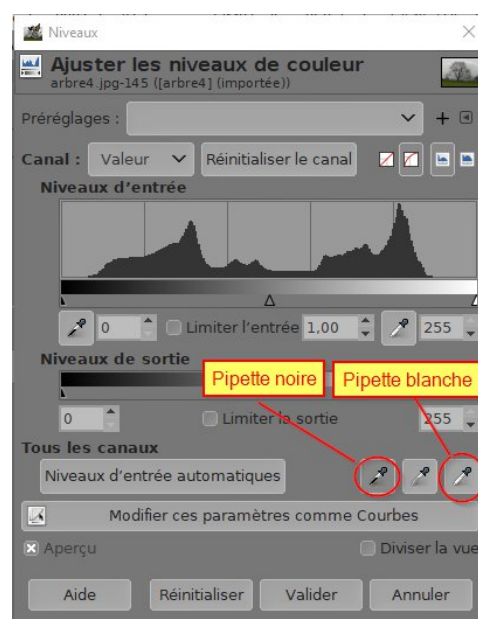 Niveaux
Ajuster les niveaux de couleur
arbre4.jpg-145 ([arbre4] (importée))
Préréglages :
Canal : Valeur Réinitialiser le canal
Niveaux d'entrée
0 Limiter l'entrée 1,00 255
Niveaux de sortie
Pipette noire Pipette blanche
0 Limiter la sortie 255
Tous les canaux
Niveaux d'entrée automatiques
Modifier ces paramètres comme Courbes
Aperçu Diviser la vue
Aide Réinitialiser Valider Annuler